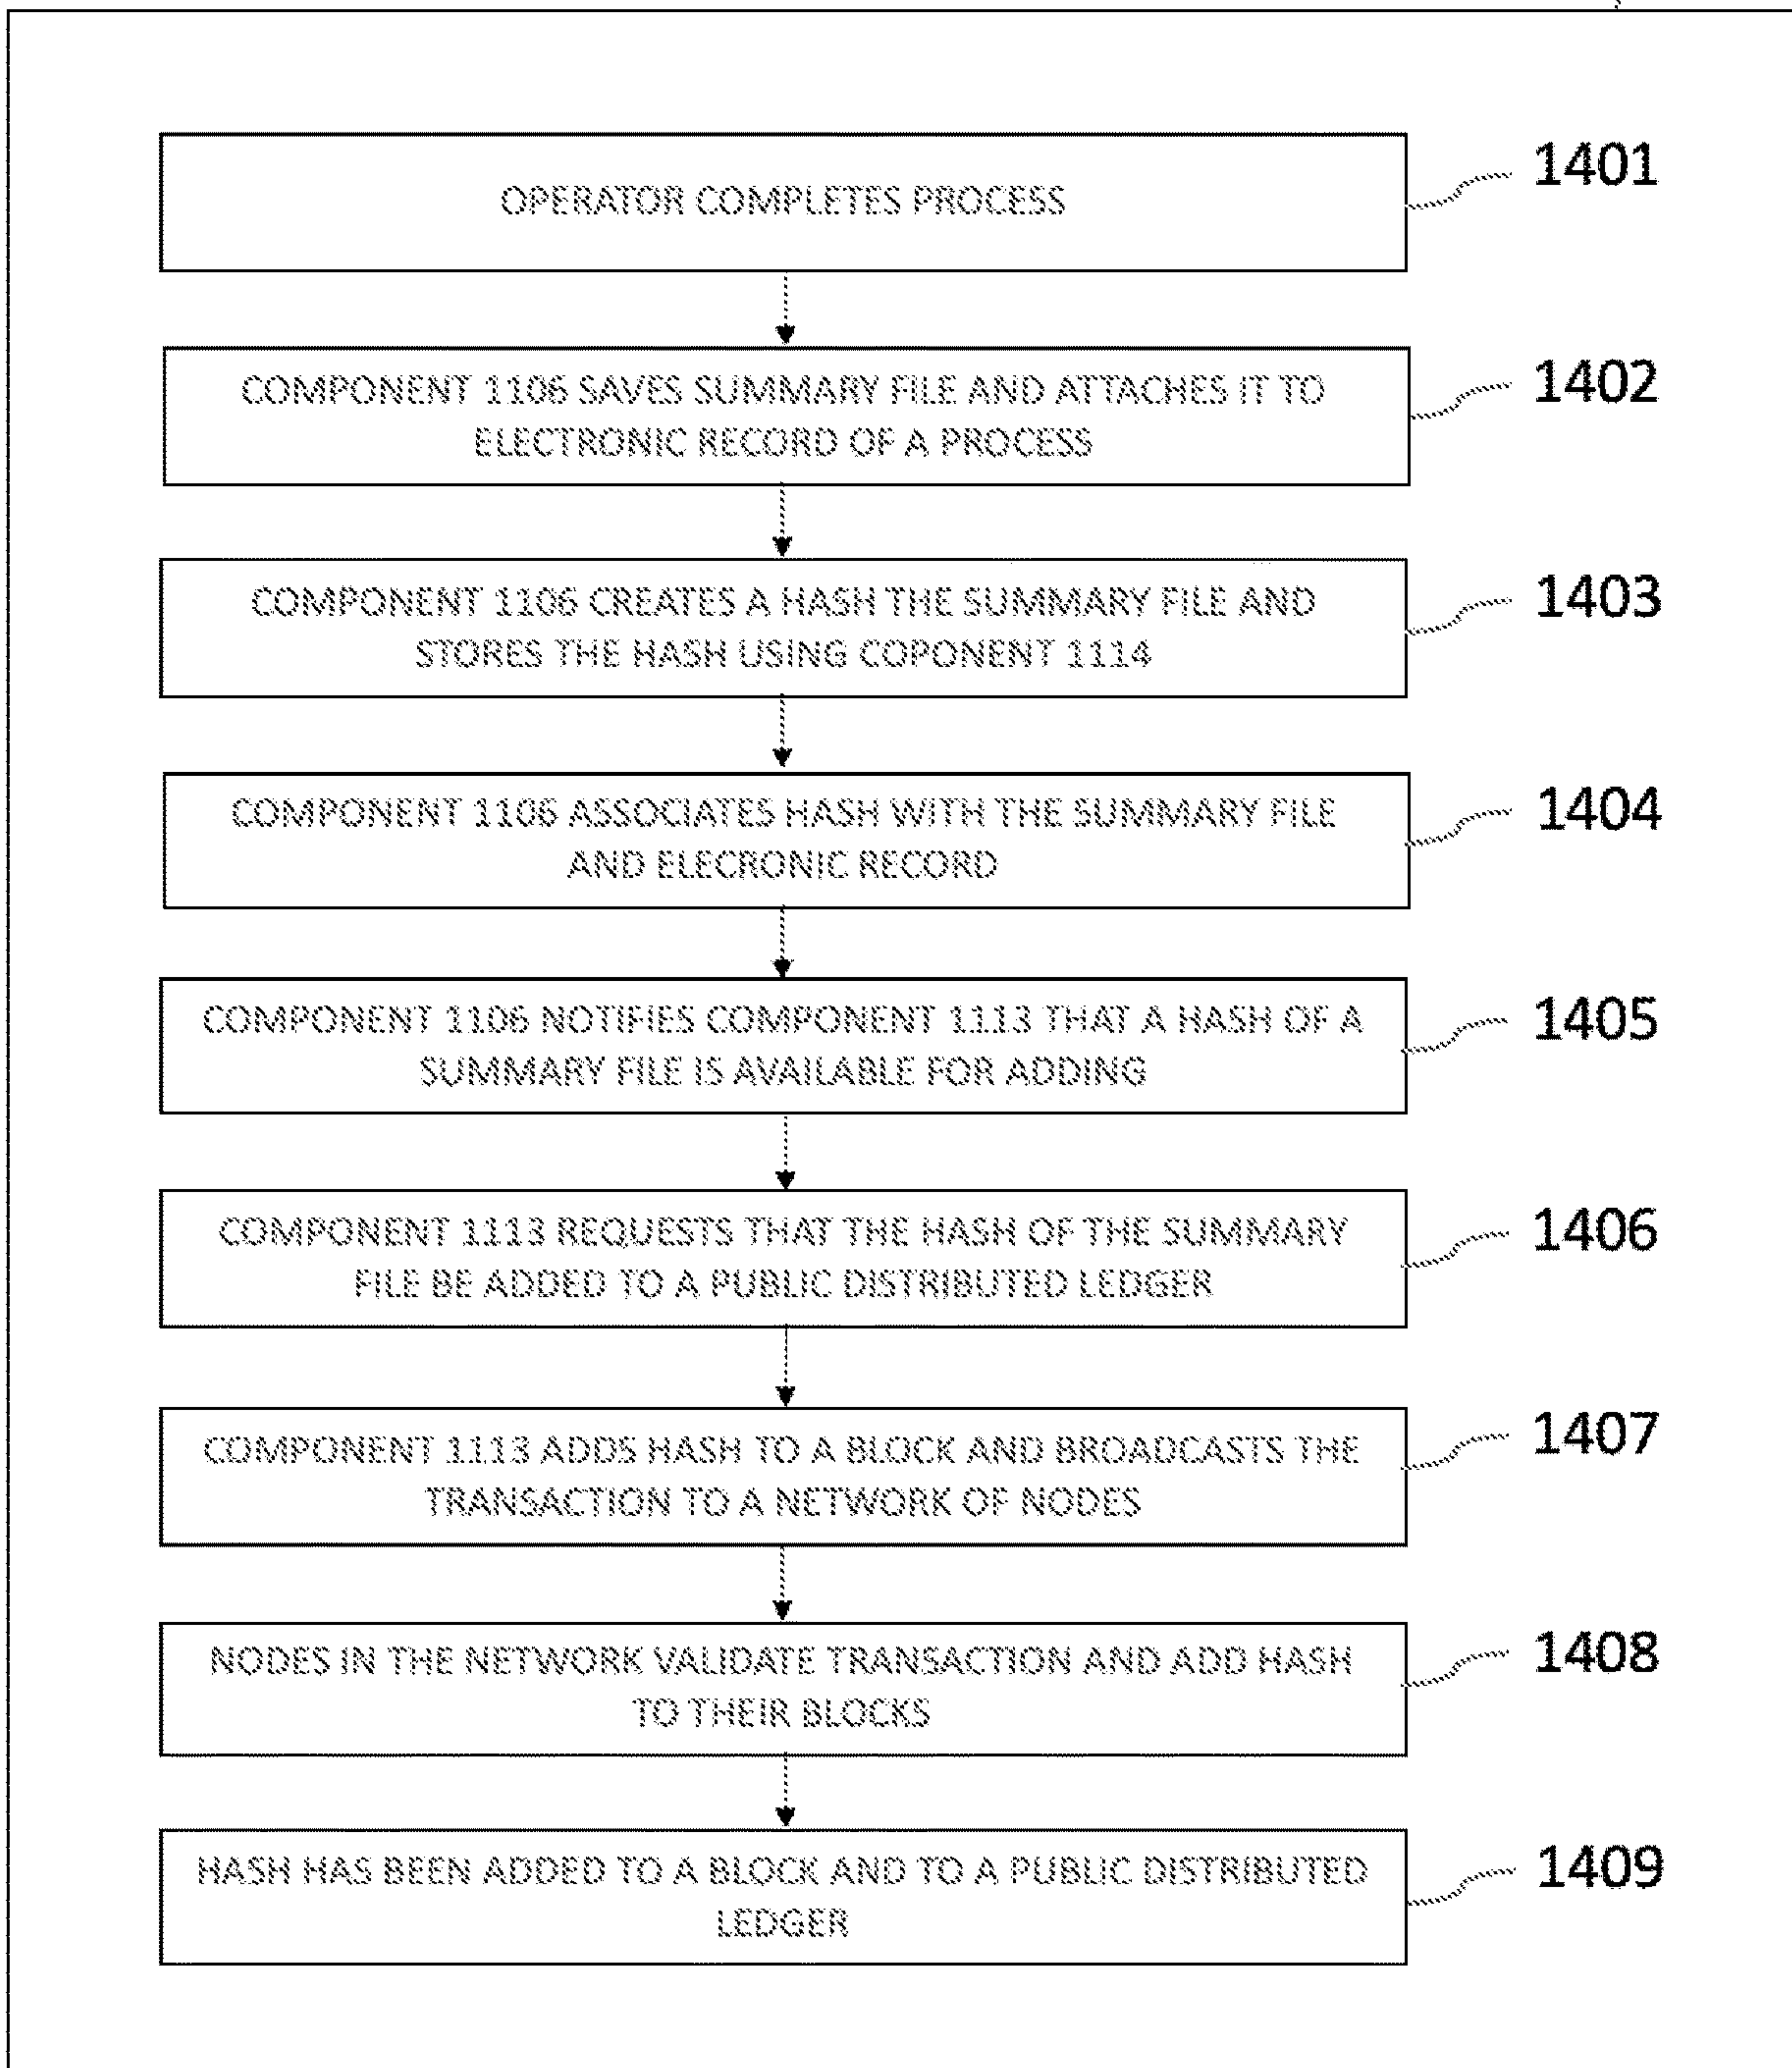 OPERATOR COMPLETES PROCESS
1401
COMPONENT 1106 SAVES SUMMARY FILE AND ATTACHES IT TO
ELECTRONIC RECORD OF A PROCESS
1402
COMPONENT 1106 CREATES A HASH THE SUMMARY FILE AND
STORES THE HASH USING COPONENT 1114
1403
COMPONENT 1106 ASSOCIATES HASH WITH THE SUMMARY FILE
AND ELECRONIC RECORD
1404
COMPONENT 1106 NOTIFIES COMPONENT 1113 THAT A HASH OF A
SUMMARY FILE IS AVAILABLE FOR ADDING
1405
COMPONENT 1113 REQUESTS THAT THE HASH OF THE SUMMARY
FILE BE ADDED TO A PUBLIC DISTRIBUTED LEDGER
1406
COMPONENT 1113 ADDS HASH TO A BLOCK AND BROADCASTS THE
TRANSACTION TO A NETWORK OF NODES
1407
NODES IN THE NETWORK VALIDATE TRANSACTION AND ADD HASH
TO THEIR BLOCKS
1408
HASH HAS BEEN ADDED TO A BLOCK AND TO A PUBLIC DISTRIBUTED
LEDGER
1409